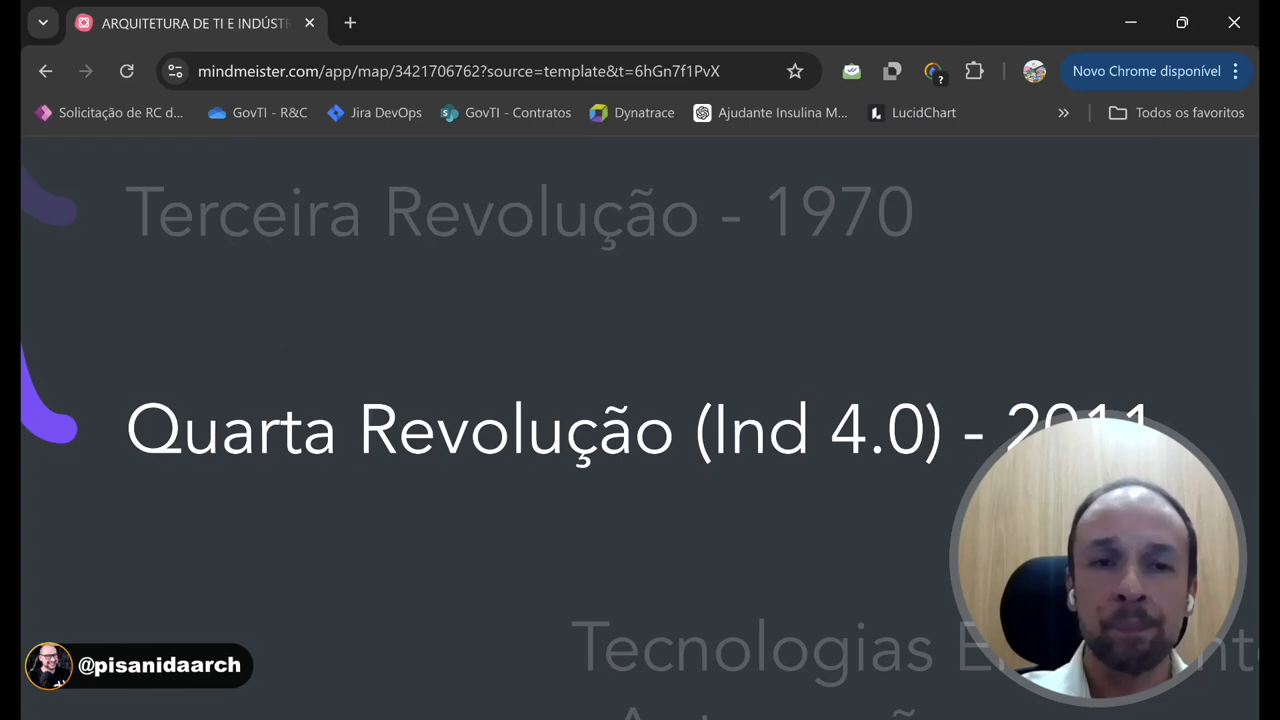 ARQUITETURA DE TI E INDÚST
mindmeister.com/app/map/3421706762?source=template&t=6hGn7f1PvX
Novo Chrome disponível
Solicitação de RC d...
GovTI - R&C
Jira DevOps
GovTI - Contratos
Dynatrace
Ajudante Insulina M...
LucidChart
Todos os favoritos
Terceira Revolução - 1970
Quarta Revolução (Ind 4.0) - 2011
Tecnologias
@pisanidaarch